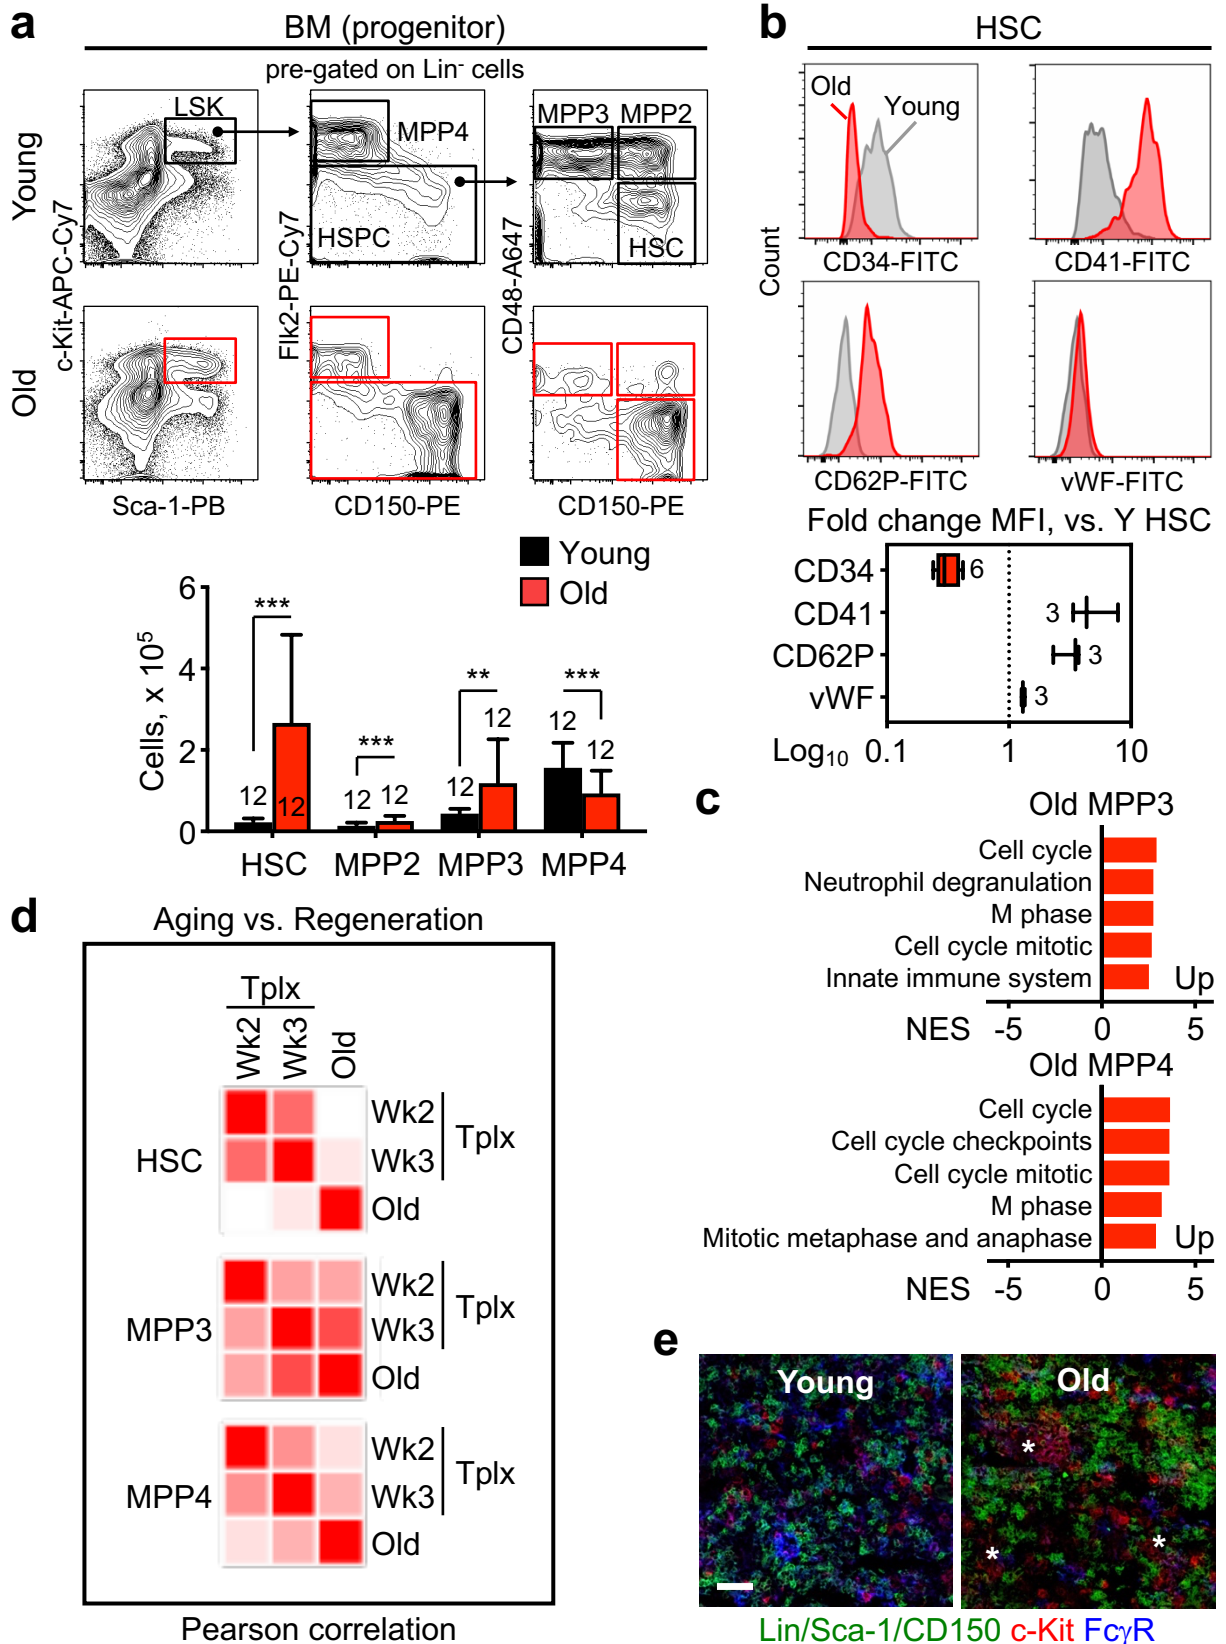 a
BM (progenitor)
pre-gated on Lin⁻ cells
Young
Old
LSK
MPP4
HSPC
MPP3
MPP2
HSC
c-Kit-APC-Cy7
Flk2-PE-Cy7
CD48-A647
Sca-1-PB
CD150-PE
CD150-PE
Young
Old
Cells, x 10⁵
6
4
2
0
***
***
**
***
12
12
12
12
12
12
12
12
HSC
MPP2
MPP3
MPP4
b
HSC
Old
Young
Count
CD34-FITC
CD41-FITC
CD62P-FITC
vWF-FITC
Fold change MFI, vs. Y HSC
CD34
6
CD41
3
CD62P
3
vWF
3
Log₁₀
0.1
1
10
c
Old MPP3
Cell cycle
Neutrophil degranulation
M phase
Cell cycle mitotic
Innate immune system
Up
NES
-5
0
5
Old MPP4
Cell cycle
Cell cycle checkpoints
Cell cycle mitotic
M phase
Mitotic metaphase and anaphase
Up
NES
-5
0
5
d
Aging vs. Regeneration
Tplx
Wk2
Wk3
Old
HSC
Wk2
Wk3
Old
Tplx
MPP3
Wk2
Wk3
Old
Tplx
MPP4
Wk2
Wk3
Old
Tplx
Pearson correlation
e
Young
Old
*
*
*
Lin/Sca-1/CD150 c-Kit FcγR